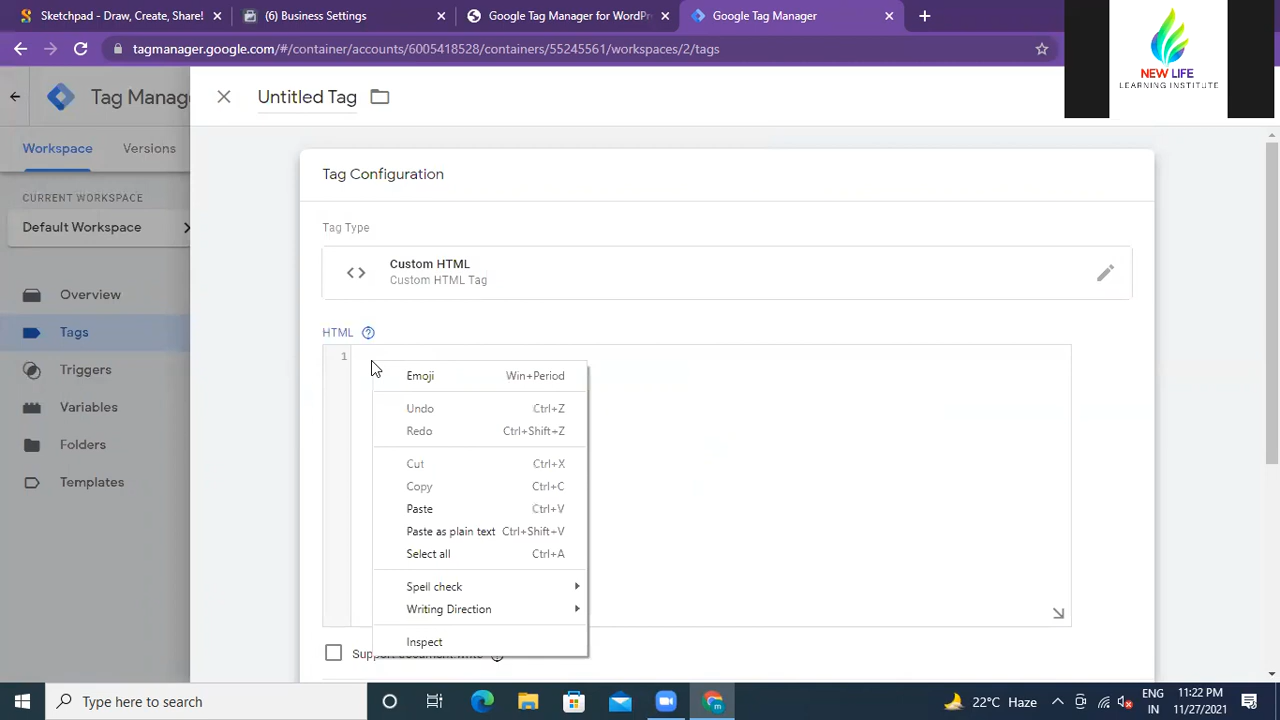 Sketchpad - Draw, Create, Share!
(6) Business Settings
Google Tag Manager for WordPr
Google Tag Manager
tagmanager.google.com/#/container/accounts/6005418528/containers/55245561/workspaces/2/tags
NEW LIFE
LEARNING INSTITUTE
Tag Mana
Untitled Tag
Workspace
Versions
Tag Configuration
CURRENT WORKSPACE
Default Workspace
Tag Type
Custom HTML
Custom HTML Tag
Overview
Tags
Triggers
Variables
Folders
Templates
HTML
1
Emoji Win+Period
Undo Ctrl+Z
Redo Ctrl+Shift+Z
Cut Ctrl+X
Copy Ctrl+C
Paste Ctrl+V
Paste as plain text Ctrl+Shift+V
Select all Ctrl+A
Spell check
Writing Direction
Inspect
Support document.write
Type here to search
22°C Haze
ENG
IN
11:22 PM
11/27/2021